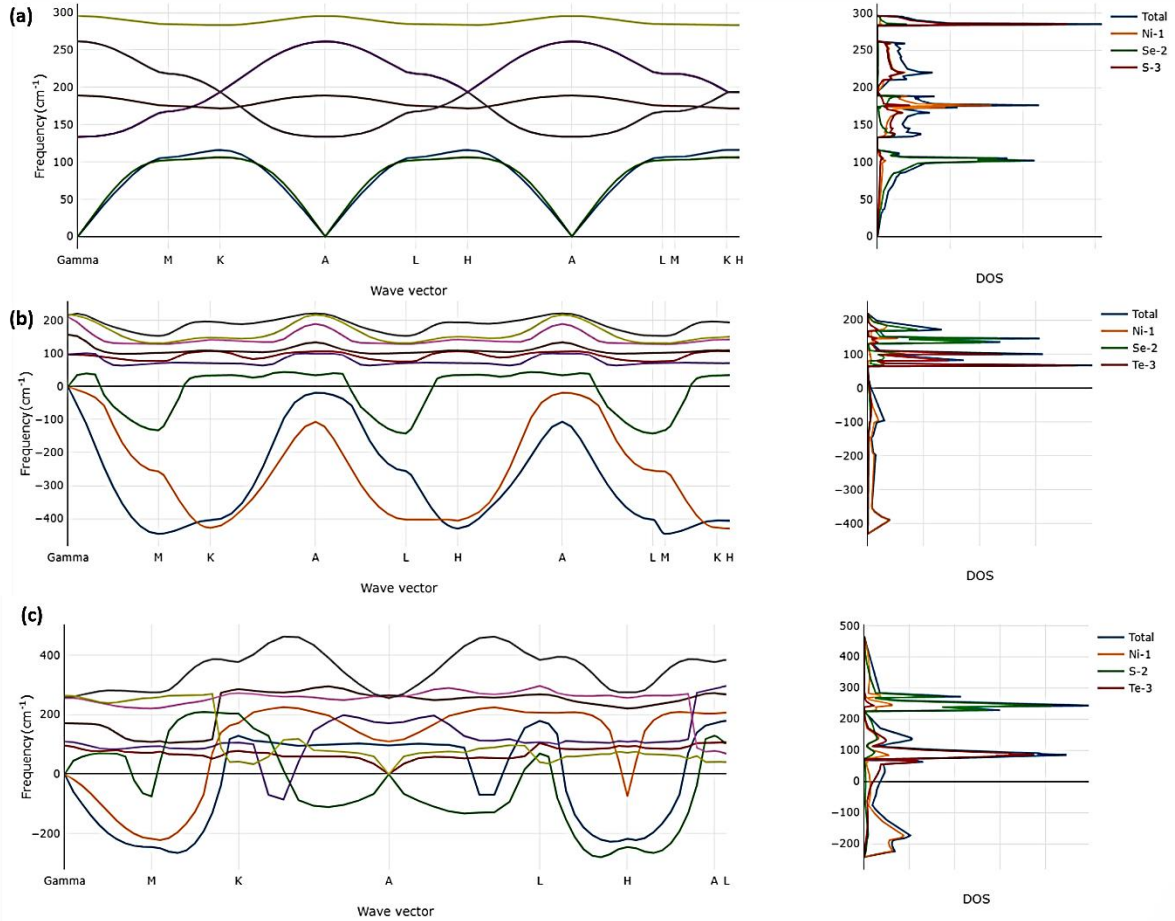 (a)
300
250
200
150
100
50
0
Frequency (cm⁻¹)
Gamma M K A L H A L M K H
Wave vector
300
250
200
150
100
50
0
DOS
Total
Ni-1
Se-2
S-3
(b)
200
100
0
−100
−200
−300
−400
Frequency (cm⁻¹)
Gamma M K A L H A L M K H
Wave vector
200
100
0
−100
−200
−300
−400
DOS
Total
Ni-1
Se-2
Te-3
(c)
400
200
0
−200
Frequency (cm⁻¹)
Gamma M K A L H A L
Wave vector
500
400
300
200
100
0
−100
−200
DOS
Total
Ni-1
S-2
Te-3